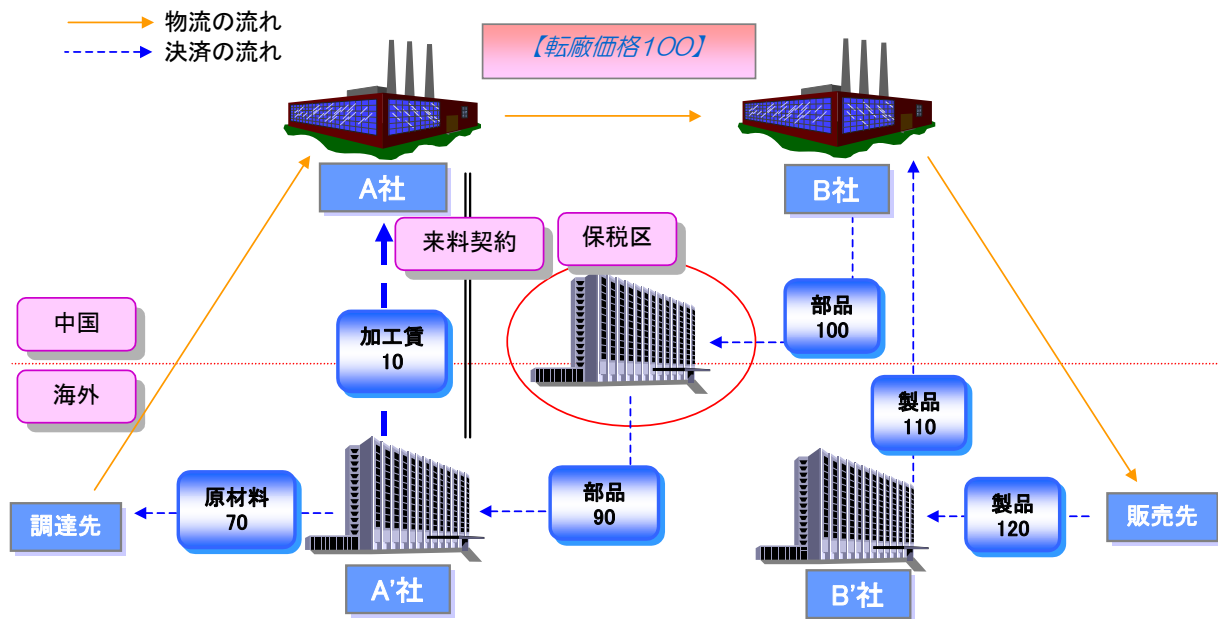 物流の流れ
決済の流れ
【転廠価格100】
A社
B社
来料契約
保税区
部品
100
中国
加工賃
10
海外
製品
110
原材料
70
部品
90
製品
120
調達先
販売先
A'社
B'社